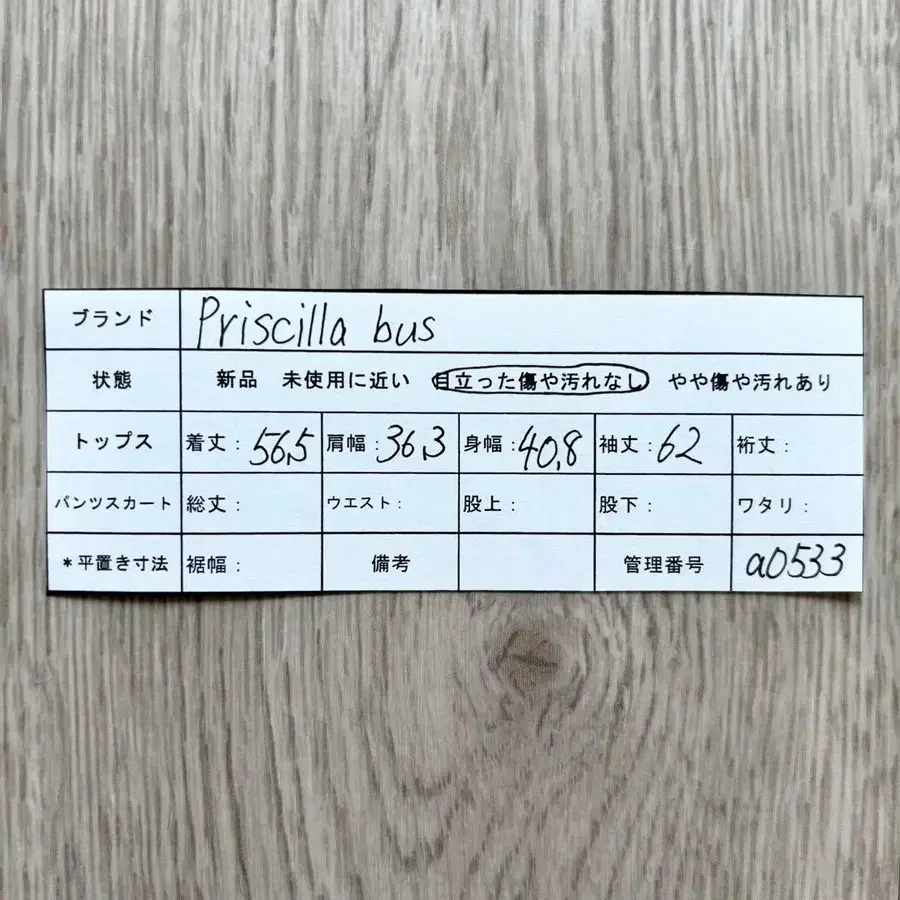 ブランド Priscilla bus
状態 新品 未使用に近い 目立った傷や汚れなし やや傷や汚れあり
トップス 着丈: 56.5 肩幅: 36.3 身幅: 40.8 袖丈: 62 裄丈:
パンツスカート 総丈: ウエスト: 股上: 股下: ワタリ:
*平置き寸法 裾幅: 備考 管理番号 a0533